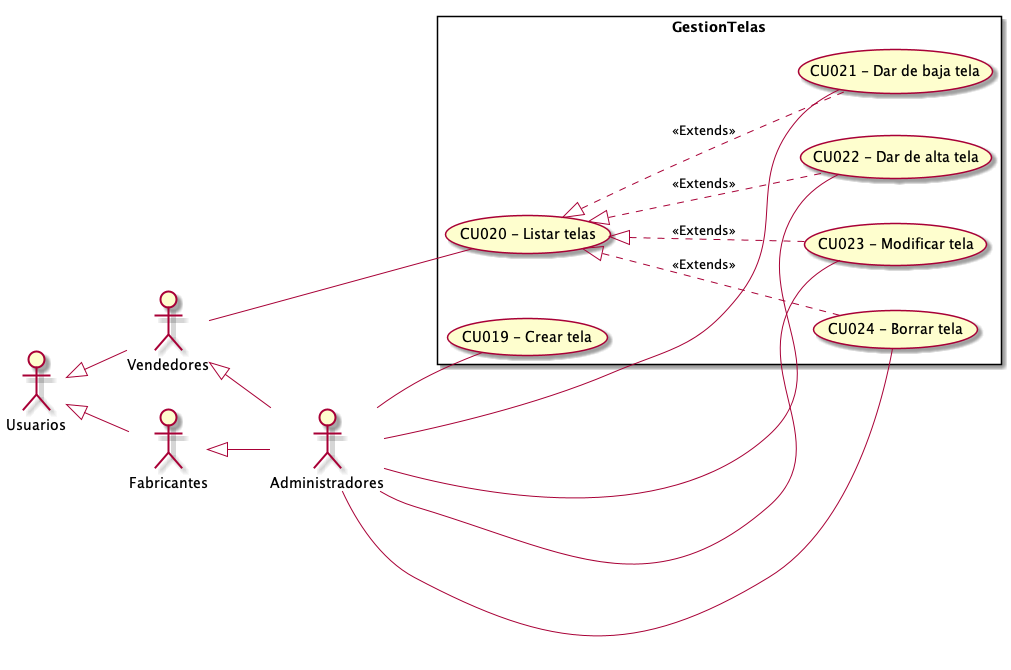 GestionTelas
CU021 – Dar de baja tela
«Extends»
CU022 – Dar de alta tela
«Extends»
CU020 – Listar telas
«Extends»
CU023 – Modificar tela
«Extends»
CU019 – Crear tela
CU024 – Borrar tela
Vendedores
Usuarios
Fabricantes
Administradores